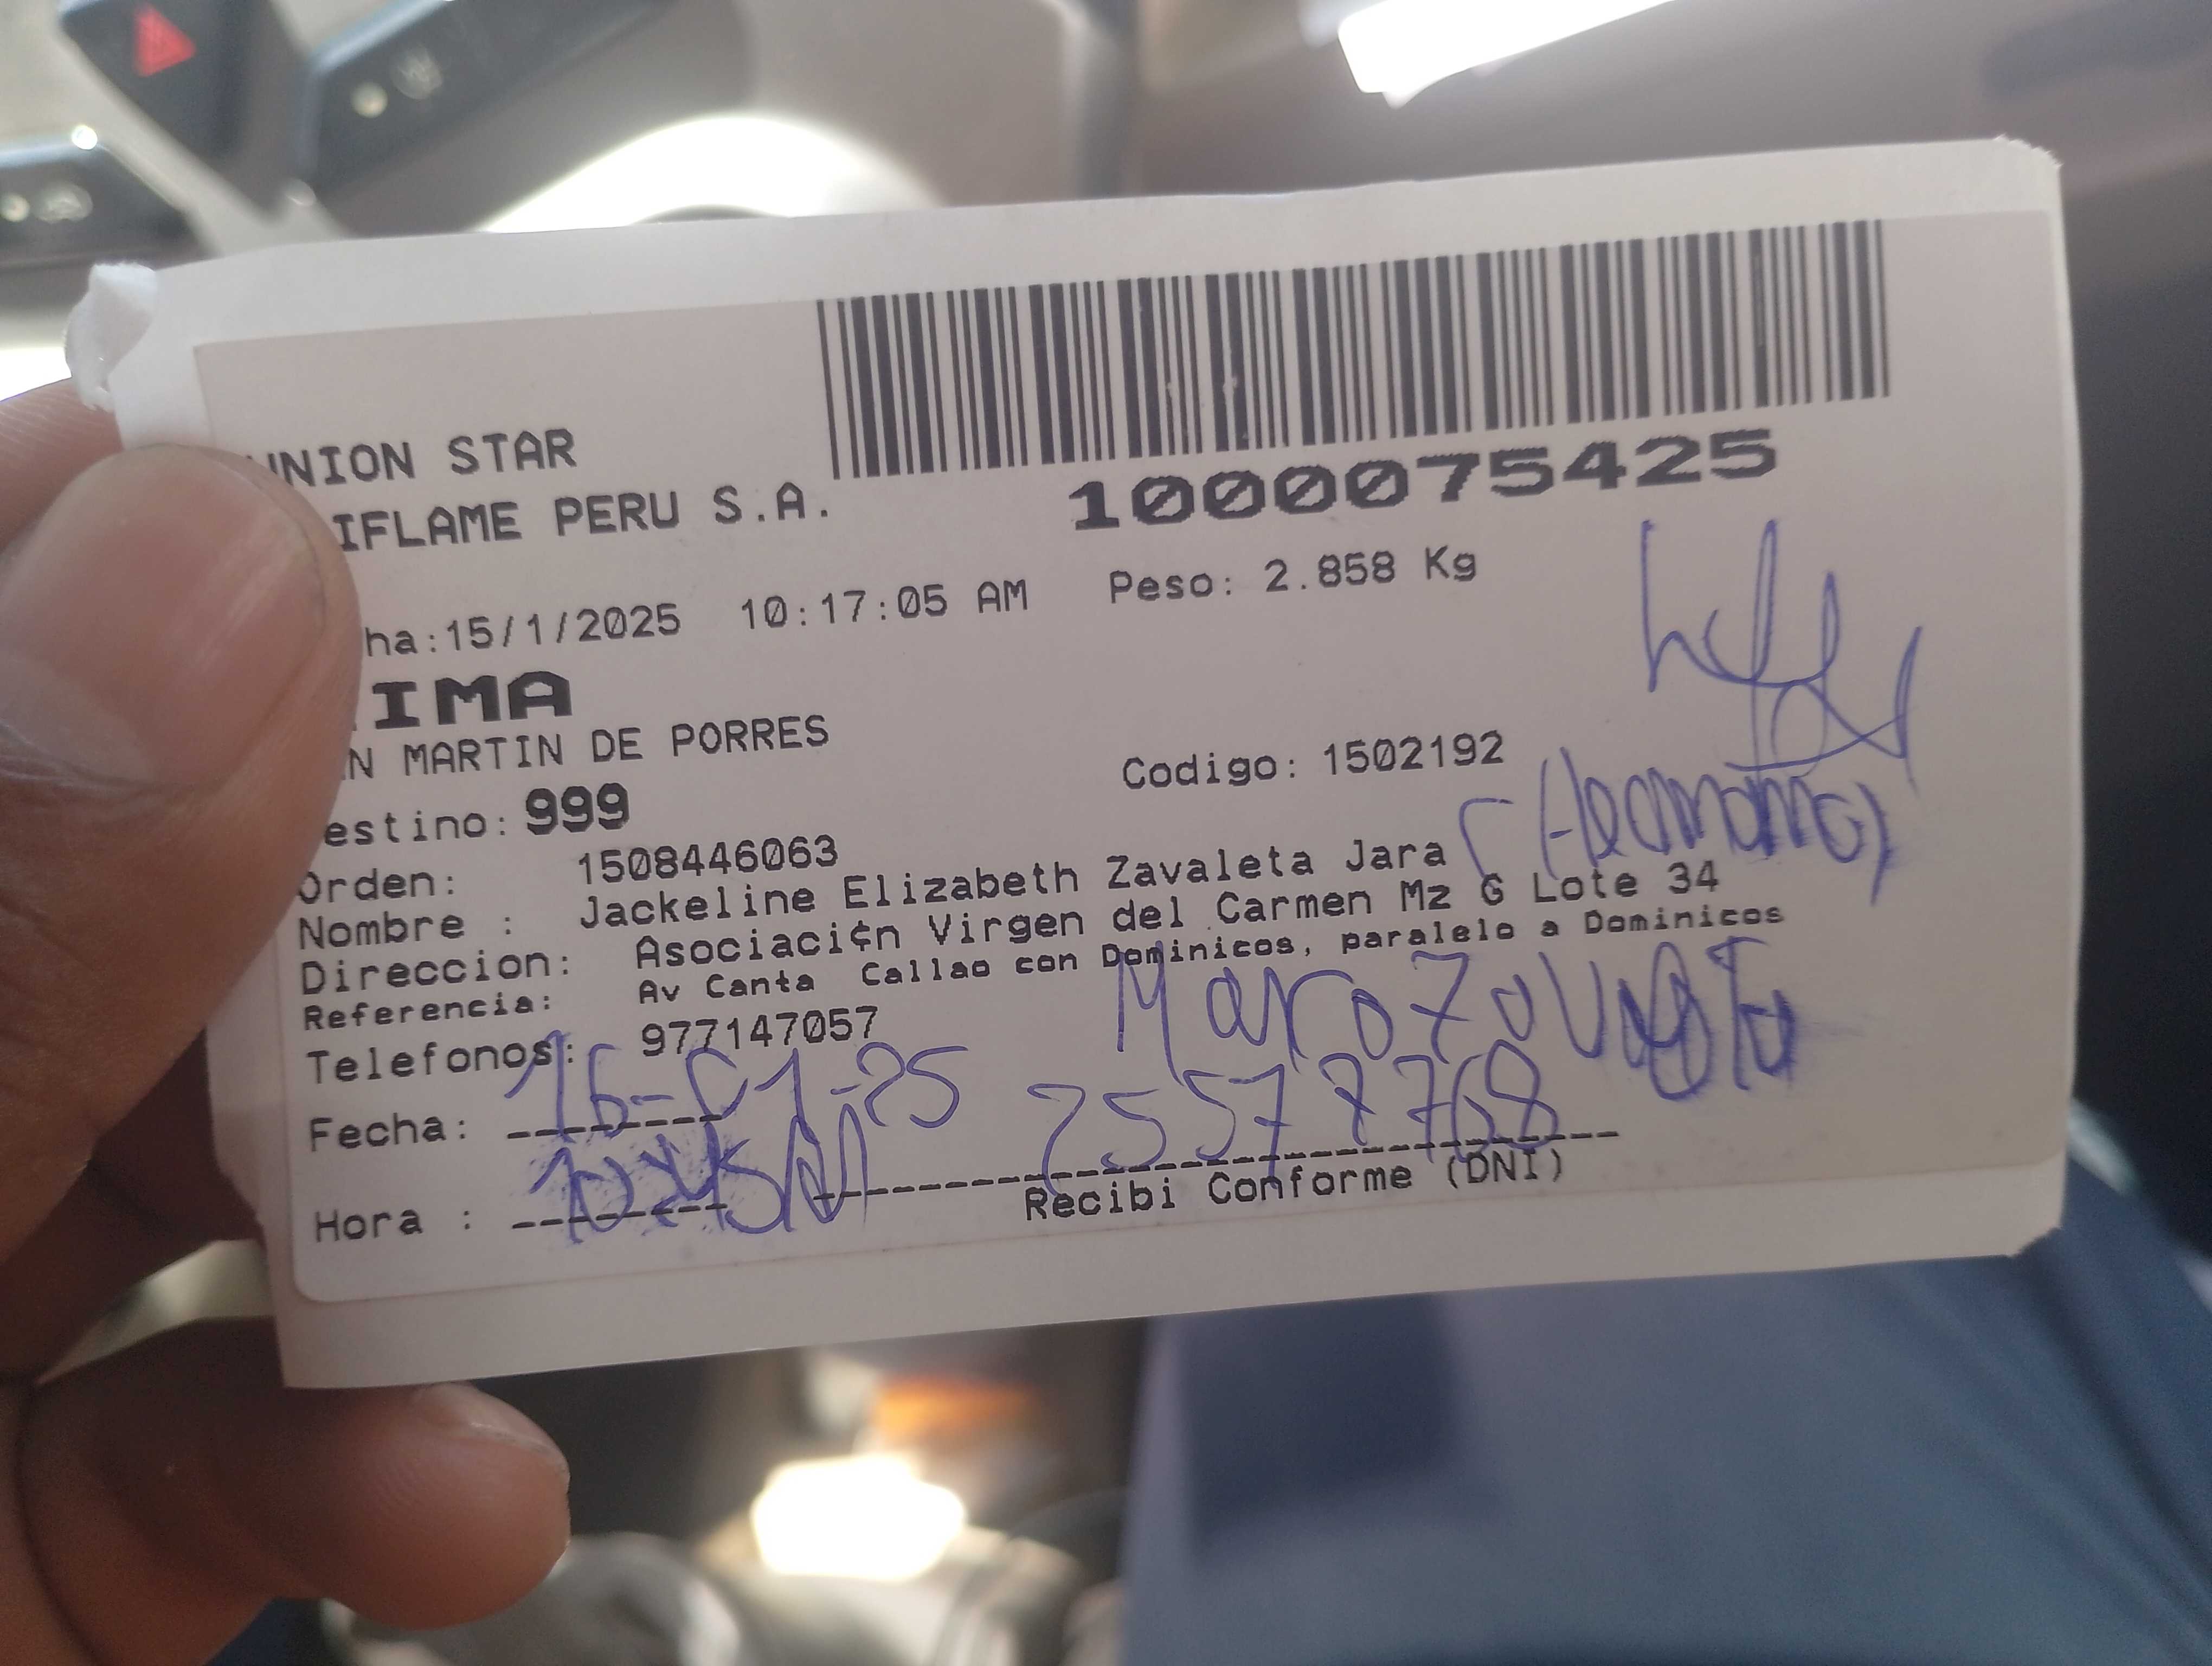 UNION STAR
IFLAME PERU S.A.
1000075425
ha:15/1/2025 10:17:05 AM Peso: 2.858 Kg
IMA
N MARTIN DE PORRES
estino: 999 Codigo: 1502192
Orden: 1508446063
(Hermano)
Nombre : Jackeline Elizabeth Zavaleta Jara
Direccion: Asociaci¢n Virgen del Carmen Mz G Lote 34
Referencia: Av Canta Callao con Dominicos, paralelo a Dominicos
Telefonos: 977147057
Zavaleta
Fecha: 16-01-25
Hora :
Recibi Conforme (DNI)